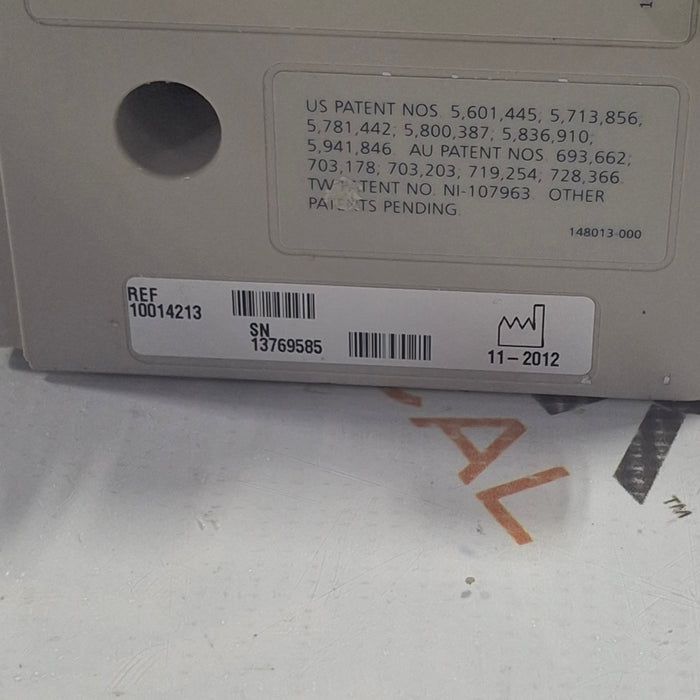 US PATENT NOS. 5,601,445; 5,713,856;
5,781,442; 5,800,387; 5,836,910;
5,941,846. AU PATENT NOS. 693,662;
703,178; 703,203; 719,254; 728,366.
TW PATENT NO. NI-107963. OTHER
PATENTS PENDING.
148013-000
REF
10014213
SN
13769585
11-2012
CAL
TM